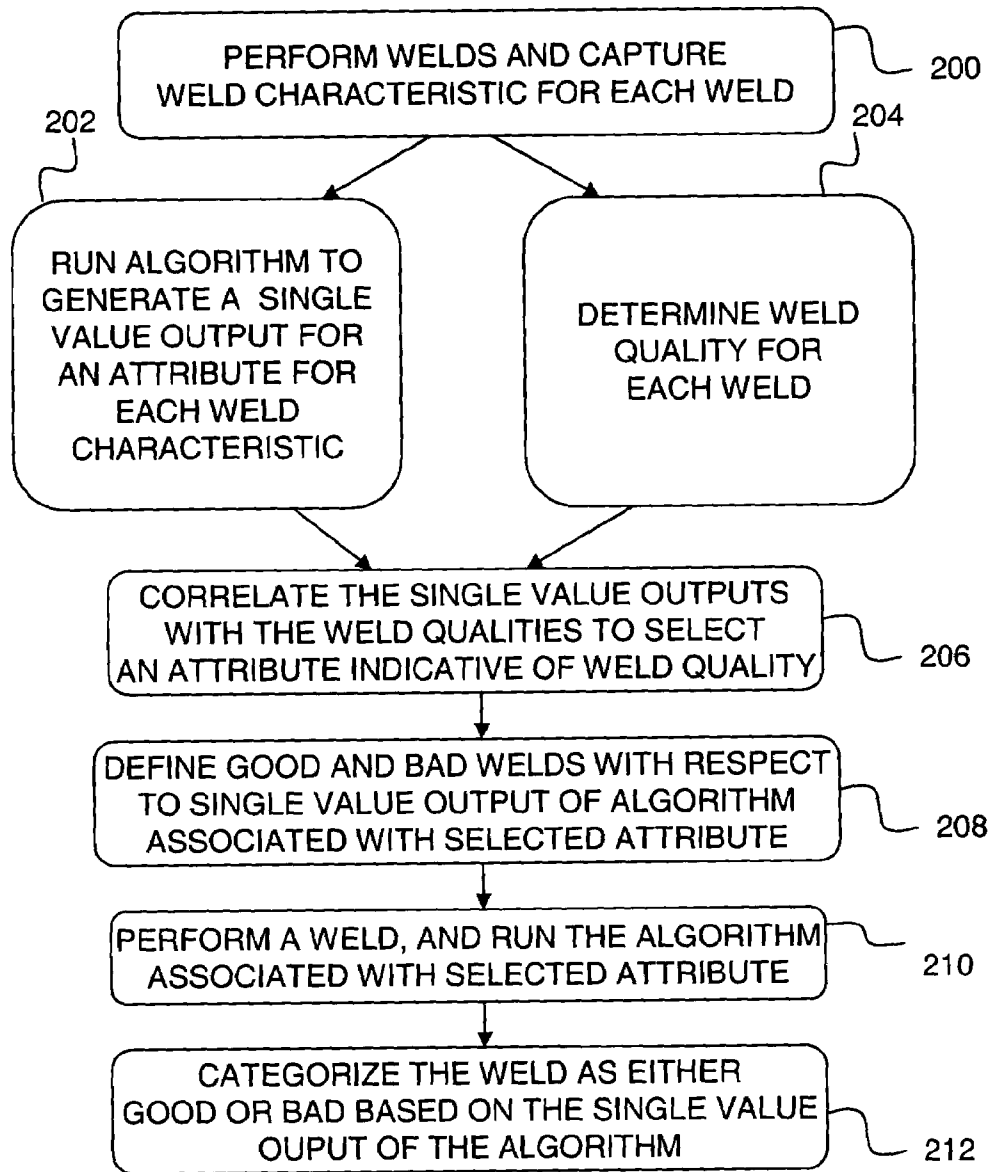 PERFORM WELDS AND CAPTURE
WELD CHARACTERISTIC FOR EACH WELD
200
202
204
RUN ALGORITHM TO
GENERATE A SINGLE
VALUE OUTPUT FOR
AN ATTRIBUTE FOR
EACH WELD
CHARACTERISTIC
DETERMINE WELD
QUALITY FOR
EACH WELD
CORRELATE THE SINGLE VALUE OUTPUTS
WITH THE WELD QUALITIES TO SELECT
AN ATTRIBUTE INDICATIVE OF WELD QUALITY
206
DEFINE GOOD AND BAD WELDS WITH RESPECT
TO SINGLE VALUE OUTPUT OF ALGORITHM
ASSOCIATED WITH SELECTED ATTRIBUTE
208
PERFORM A WELD, AND RUN THE ALGORITHM
ASSOCIATED WITH SELECTED ATTRIBUTE
210
CATEGORIZE THE WELD AS EITHER
GOOD OR BAD BASED ON THE SINGLE VALUE
OUPUT OF THE ALGORITHM
212